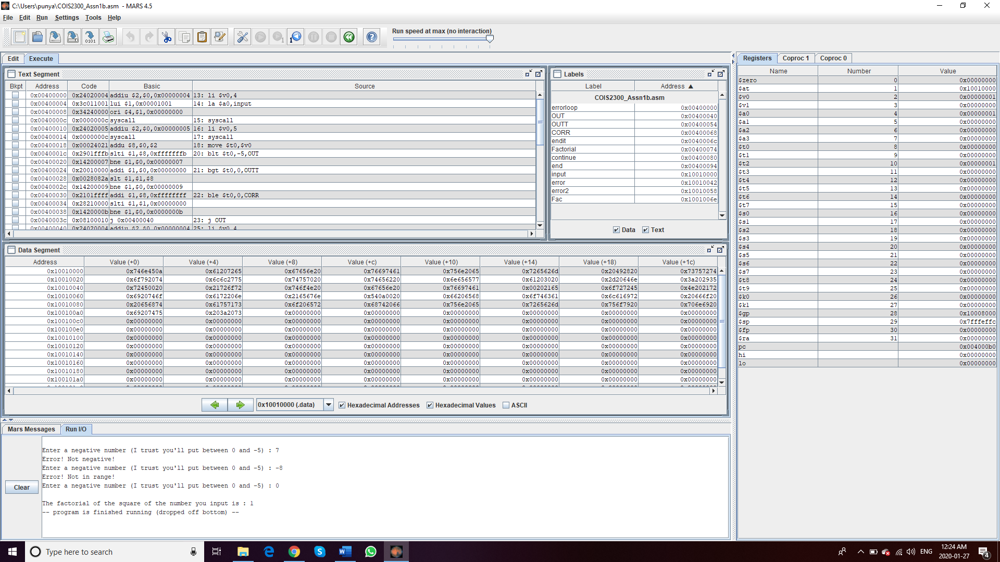 C:\Users\punya\COIS2300_Assn1b.asm - MARS 4.5
File Edit Run Settings Tools Help
Run speed at max (no interaction)
Edit Execute
Text Segment
Bkpt Address Code Basic Source
0x00400000 0x24020004 addiu $2,$0,0x00000004 13: li $v0,4
0x00400004 0x3c011001 lui $1,0x00001001 14: la $a0,input
0x00400008 0x34240000 ori $4,$1,0x00000000
0x0040000c 0x0000000c syscall 15: syscall
0x00400010 0x24020005 addiu $2,$0,0x00000005 16: li $v0,5
0x00400014 0x0000000c syscall 17: syscall
0x00400018 0x00024021 addu $8,$0,$2 18: move $t0,$v0
0x0040001c 0x2901fffb slti $1,$8,0xfffffffb 20: blt $t0,-5,OUT
0x00400020 0x14200007 bne $1,$0,0x00000007
0x00400024 0x20010000 addi $1,$0,0x00000000 21: bgt $t0,0,OUTT
0x00400028 0x0028082a slt $1,$1,$8
0x0040002c 0x14200009 bne $1,$0,0x00000009
0x00400030 0x2101ffff addi $1,$8,0xffffffff 22: ble $t0,0,CORR
0x00400034 0x28210000 slti $1,$1,0x00000000
0x00400038 0x1420000b bne $1,$0,0x0000000b
0x0040003c 0x08100010 j 0x00400040 23: j OUT
0x00400040 0x24020004 addiu $2,$0,0x00000004 25: li $v0,4
Labels
Label Address ▲
COIS2300_Assn1b.asm
errorloop 0x00400000
OUT 0x00400040
OUTT 0x00400054
CORR 0x00400068
endit 0x0040006c
Factorial 0x00400074
continue 0x00400080
end 0x00400094
input 0x10010000
error 0x10010042
error2 0x10010058
Fac 0x1001006e
Data Text
Data Segment
Address Value (+0) Value (+4) Value (+8) Value (+c) Value (+10) Value (+14) Value (+18) Value (+1c)
0x10010000 0x746e450a 0x61207265 0x67656e20 0x76697461 0x756e2065 0x7265626d 0x20492820 0x73757274
0x10010020 0x6f792074 0x6c6c2775 0x74757020 0x74656220 0x6e656577 0x61203020 0x2d20646e 0x3a202935
0x10010040 0x72450020 0x21726f72 0x746f4e20 0x67656e20 0x76697461 0x00202165 0x6f727245 0x4e202172
0x10010060 0x6920746f 0x6172206e 0x2165676e 0x540a0020 0x66206568 0x6f746361 0x6c616972 0x20666f20
0x10010080 0x20656874 0x61757173 0x6f206572 0x68742066 0x756e2065 0x7265626d 0x756f7920 0x706e6920
0x100100a0 0x69207475 0x203a2073 0x00000000 0x00000000 0x00000000 0x00000000 0x00000000 0x00000000
0x100100c0 0x00000000 0x00000000 0x00000000 0x00000000 0x00000000 0x00000000 0x00000000 0x00000000
0x100100e0 0x00000000 0x00000000 0x00000000 0x00000000 0x00000000 0x00000000 0x00000000 0x00000000
0x10010100 0x00000000 0x00000000 0x00000000 0x00000000 0x00000000 0x00000000 0x00000000 0x00000000
0x10010120 0x00000000 0x00000000 0x00000000 0x00000000 0x00000000 0x00000000 0x00000000 0x00000000
0x10010140 0x00000000 0x00000000 0x00000000 0x00000000 0x00000000 0x00000000 0x00000000 0x00000000
0x10010160 0x00000000 0x00000000 0x00000000 0x00000000 0x00000000 0x00000000 0x00000000 0x00000000
0x10010180 0x00000000 0x00000000 0x00000000 0x00000000 0x00000000 0x00000000 0x00000000 0x00000000
0x100101a0 0x00000000 0x00000000 0x00000000 0x00000000 0x00000000 0x00000000 0x00000000 0x00000000
0x10010000 (.data) Hexadecimal Addresses Hexadecimal Values ASCII
Mars Messages Run I/O
Enter a negative number (I trust you'll put between 0 and -5) : 7
Error! Not negative!
Enter a negative number (I trust you'll put between 0 and -5) : -8
Error! Not in range!
Enter a negative number (I trust you'll put between 0 and -5) : 0
The factorial of the square of the number you input is : 1
-- program is finished running (dropped off bottom) --
Clear
Registers Coproc 1 Coproc 0
Name Number Value
$zero 0 0x00000000
$at 1 0x10010000
$v0 2 0x00000001
$v1 3 0x00000000
$a0 4 0x00000001
$a1 5 0x00000000
$a2 6 0x00000000
$a3 7 0x00000000
$t0 8 0x00000000
$t1 9 0x00000000
$t2 10 0x00000001
$t3 11 0x00000000
$t4 12 0x00000000
$t5 13 0x00000000
$t6 14 0x00000000
$t7 15 0x00000000
$s0 16 0x00000000
$s1 17 0x00000000
$s2 18 0x00000000
$s3 19 0x00000000
$s4 20 0x00000000
$s5 21 0x00000000
$s6 22 0x00000000
$s7 23 0x00000000
$t8 24 0x00000000
$t9 25 0x00000000
$k0 26 0x00000000
$k1 27 0x00000000
$gp 28 0x10008000
$sp 29 0x7fffeffc
$fp 30 0x00000000
$ra 31 0x00000000
pc 0x004000b0
hi 0x00000000
lo 0x00000000
Type here to search
ENG
12:24 AM
2020-01-27
4